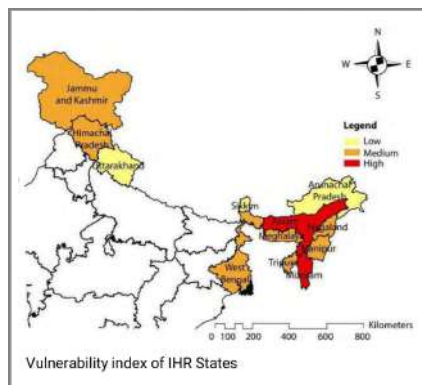 N
W E
S
Jammu
and Kashmir
Himachal
Pradesh
Uttarakhand
Legend
Low
Medium
High
Arunachal
Pradesh
Sikkim
Assam
Nagaland
Meghalaya
Manipur
Tripura
West
Bengal
Mizoram
Kilometers
0 100 200 400 600 800
Vulnerability index of IHR States